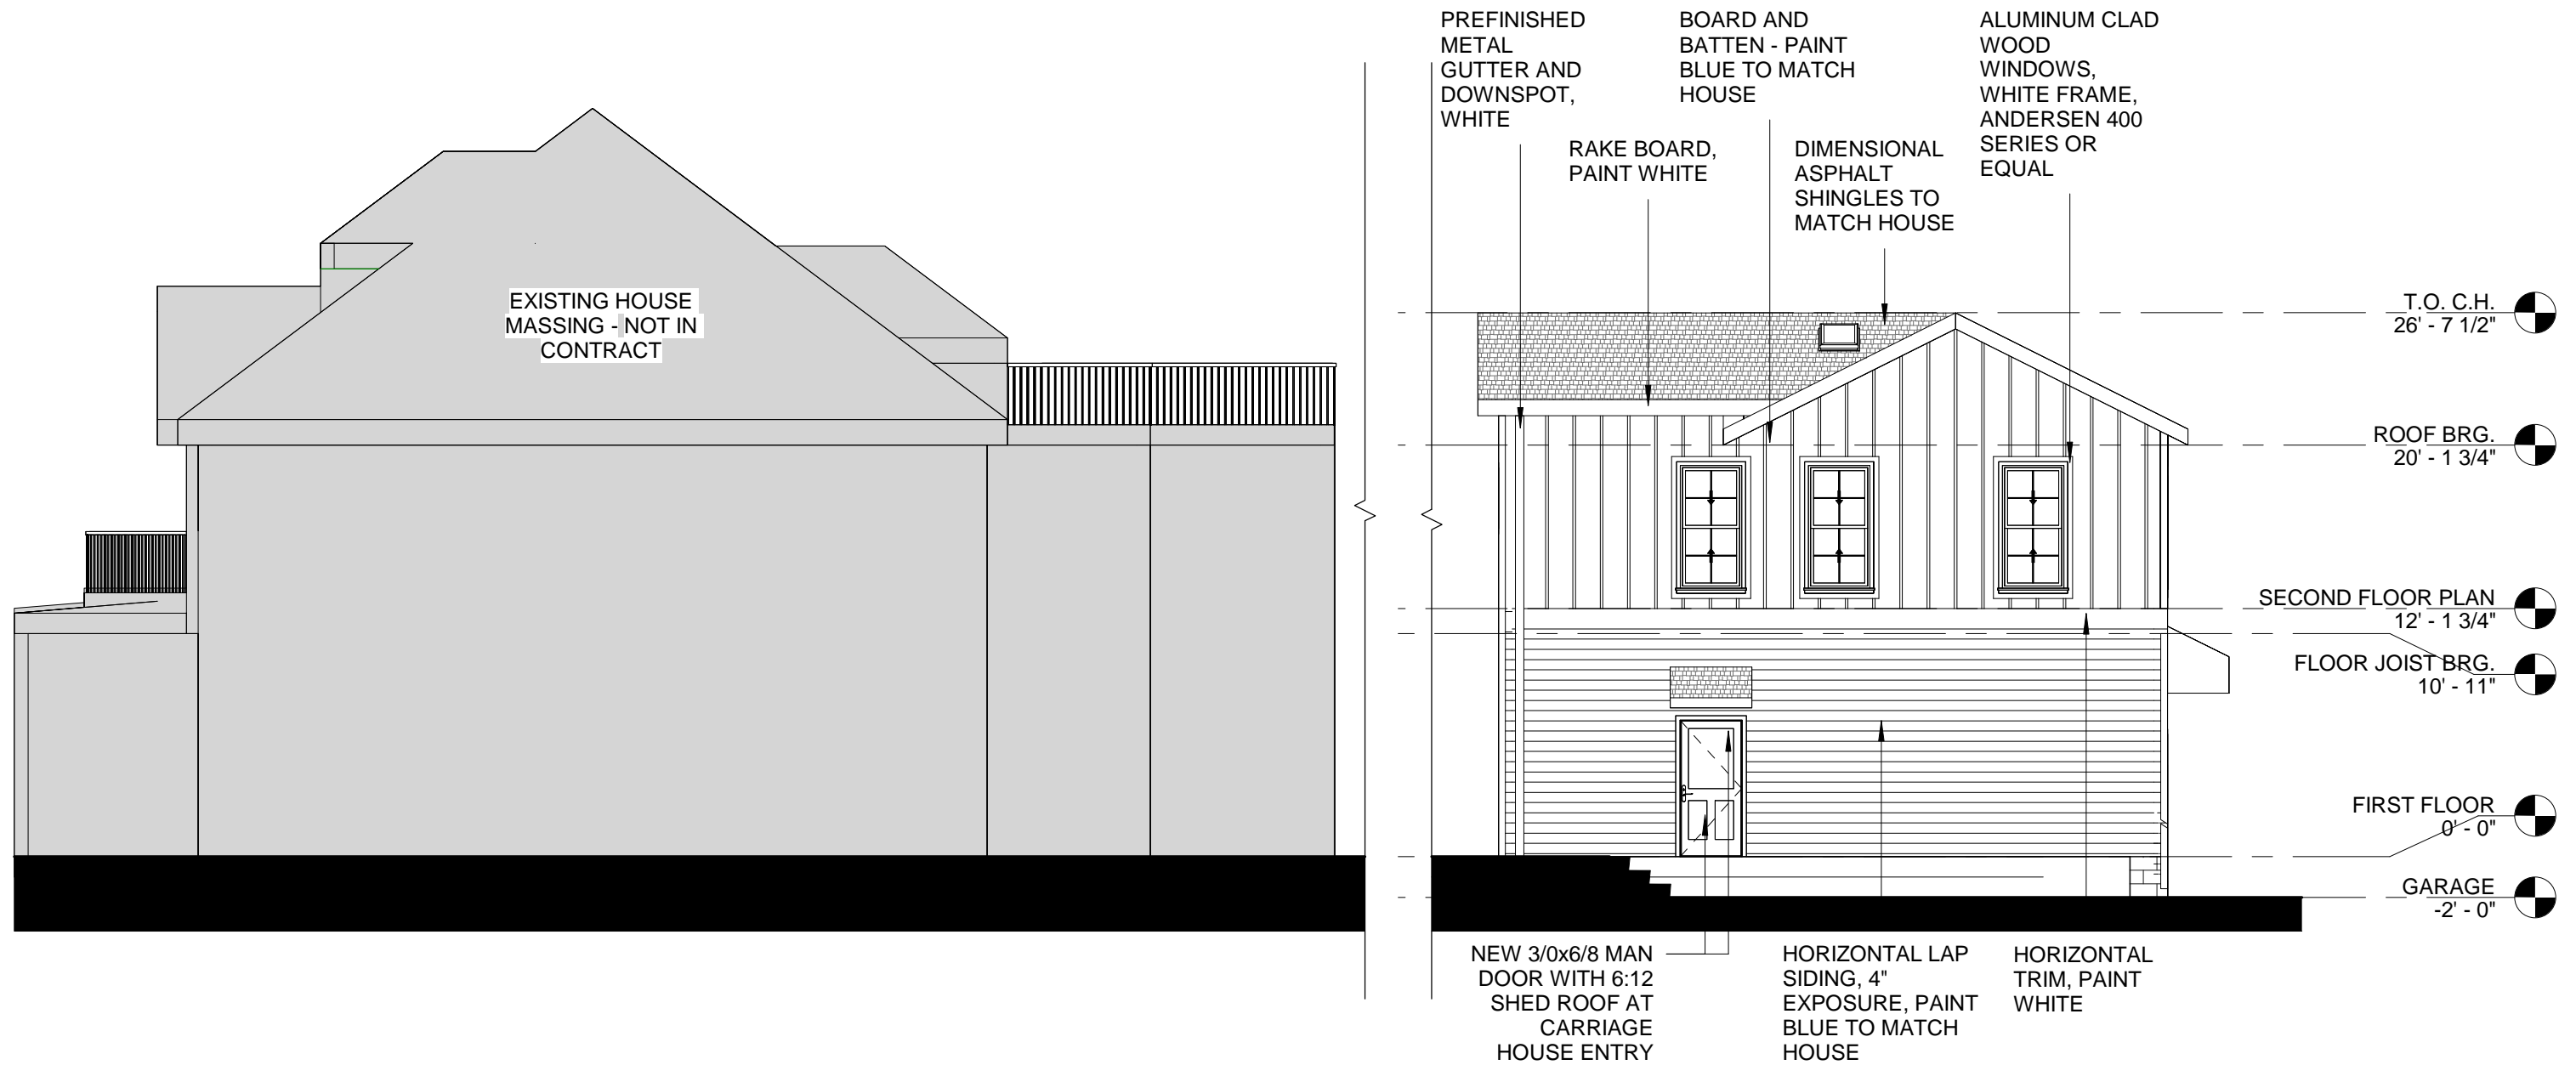 PREFINISHED
METAL
GUTTER AND
DOWNSPOT,
WHITE
BOARD AND
BATTEN - PAINT
BLUE TO MATCH
HOUSE
ALUMINUM CLAD
WOOD
WINDOWS,
WHITE FRAME,
ANDERSEN 400
SERIES OR
EQUAL
RAKE BOARD,
PAINT WHITE
DIMENSIONAL
ASPHALT
SHINGLES TO
MATCH HOUSE
EXISTING HOUSE
MASSING - NOT IN
CONTRACT
T.O. C.H.
26' - 7 1/2"
ROOF BRG.
20' - 1 3/4"
SECOND FLOOR PLAN
12' - 1 3/4"
FLOOR JOIST BRG.
10' - 11"
FIRST FLOOR
0' - 0"
GARAGE
-2' - 0"
NEW 3/0x6/8 MAN
DOOR WITH 6:12
SHED ROOF AT
CARRIAGE
HOUSE ENTRY
HORIZONTAL LAP
SIDING, 4"
EXPOSURE, PAINT
BLUE TO MATCH
HOUSE
HORIZONTAL
TRIM, PAINT
WHITE